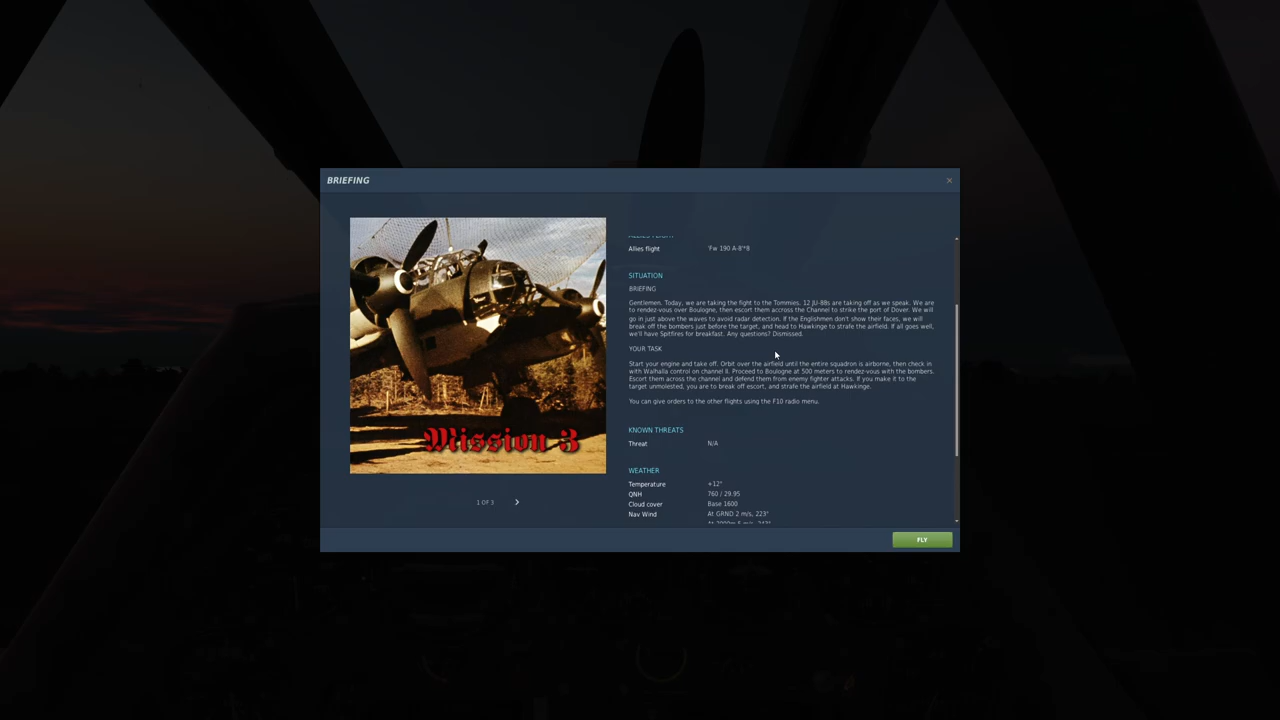 BRIEFING
Allies flight 'Fw 190 A-8'*8
SITUATION
BRIEFING
Gentlemen. Today, we are taking the fight to the Tommies. 12 JU-88s are taking off as we speak. We are
to rendez-vous over Boulogne, then escort them accross the Channel to strike the port of Dover. We will
go in just above the waves to avoid radar detection. If the Englishmen don't show their faces, we will
break off the bombers just before the target, and head to Hawkinge to strafe the airfield. If all goes well,
we'll have Spitfires for breakfast. Any questions? Dismissed.
YOUR TASK
Start your engine and take off. Orbit over the airfield until the entire squadron is airborne, then check in
with Walhalla control on channel II. Proceed to Boulogne at 500 meters to rendez-vous with the bombers.
Escort them across the channel and defend them from enemy fighter attacks. If you make it to the
target unmolested, you are to break off escort, and strafe the airfield at Hawkinge.
You can give orders to the other flights using the F10 radio menu.
KNOWN THREATS
Threat N/A
WEATHER
Temperature +12°
QNH 760 / 29.95
Cloud cover Base 1600
Nav Wind At GRND 2 m/s, 223°
Mission 3
1 OF 3
FLY